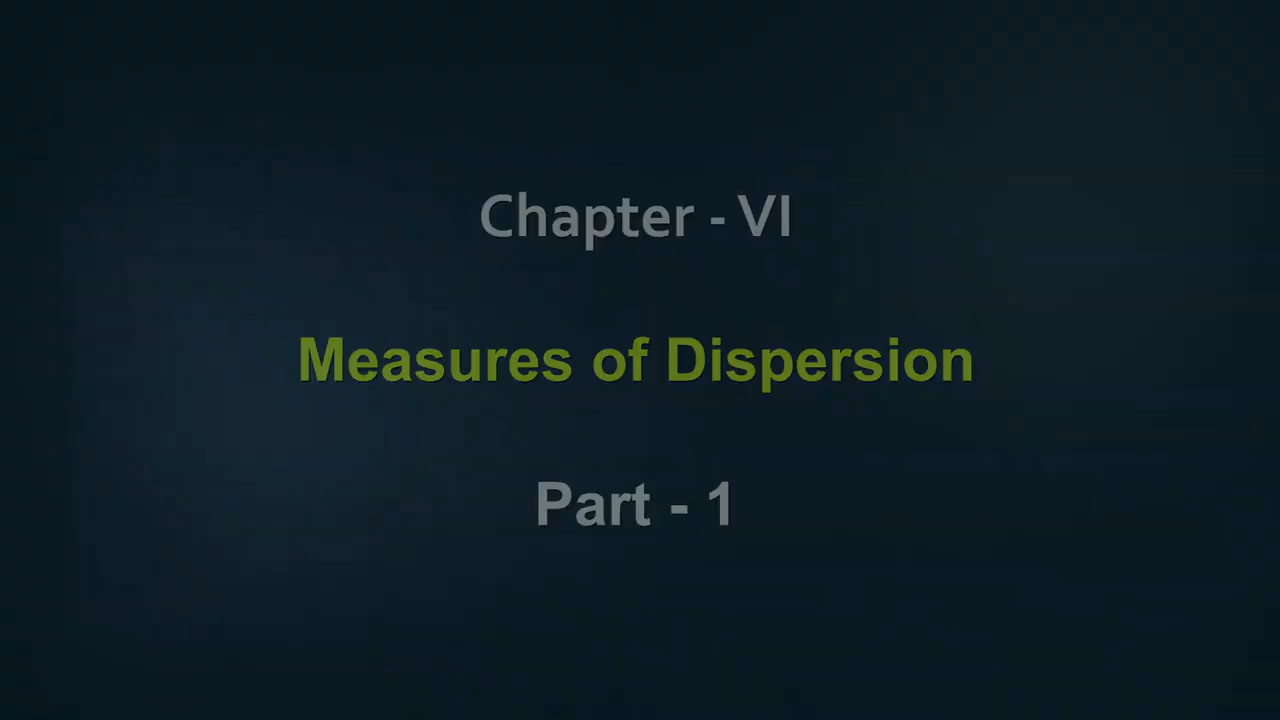 Chapter - VI
Measures of Dispersion
Part - 1